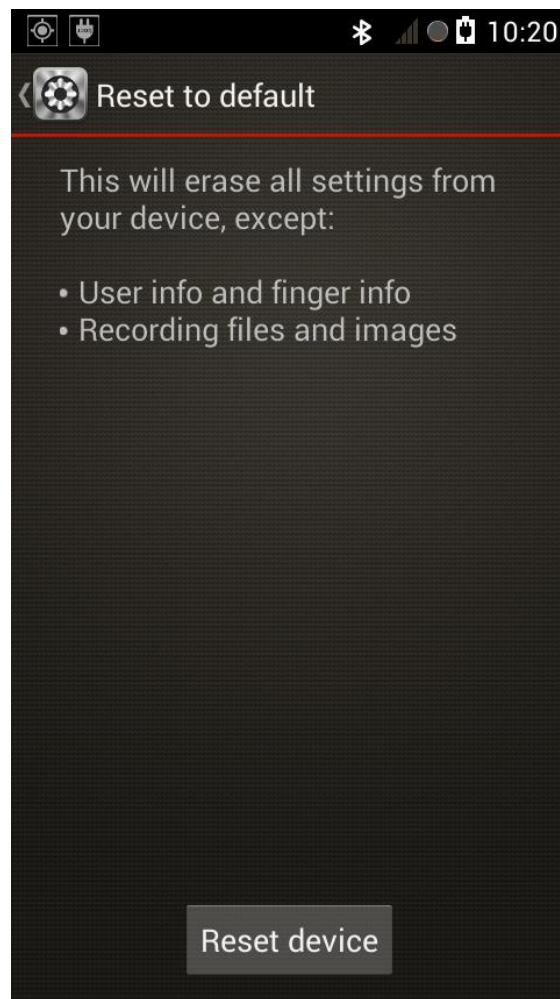 10:20
Reset to default
This will erase all settings from
your device, except:
• User info and finger info
• Recording files and images
Reset device